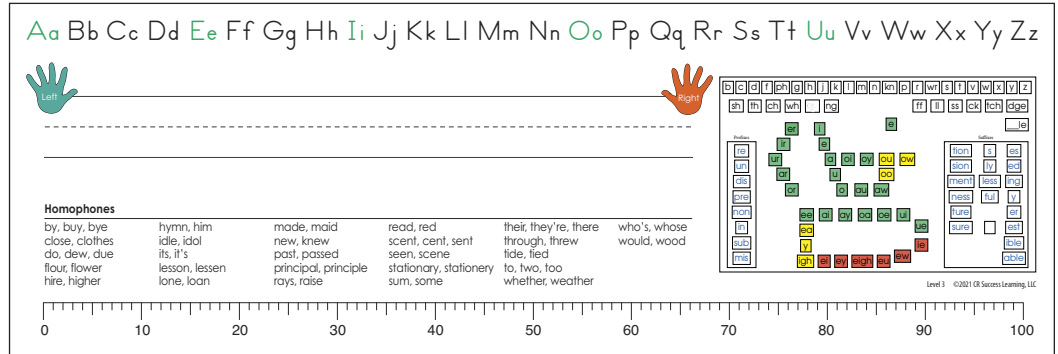 Aa Bb Cc Dd Ee Ff Gg Hh Ii Jj Kk Ll Mm Nn Oo Pp Qq Rr Ss Tt Uu Vv Ww Xx Yy Zz
Left
Right
b c d f ph g h j k l m n kn p r wr s t v w x y z
sh th ch wh ng ff ll ss ck tch dge
er i e __le
ir e
ur a oi oy ou ow
ar u oo
or o au aw
ee ai ay oa oe ui
ea ue
y ie
igh ei ey eigh eu ew
Prefixes
re
un
dis
pre
non
in
sub
mis
Suffixes
tion s es
sion ly ed
ment less ing
ness ful y
ture er
sure est
ible
able
Homophones
by, buy, bye
close, clothes
do, dew, due
flour, flower
hire, higher
hymn, him
idle, idol
its, it's
lesson, lessen
lone, loan
made, maid
new, knew
past, passed
principal, principle
rays, raise
read, red
scent, cent, sent
seen, scene
stationary, stationery
sum, some
their, they're, there
through, threw
tide, tied
to, two, too
whether, weather
who's, whose
would, wood
Level 3 ©2021 CR Success Learning, LLC
0 10 20 30 40 50 60 70 80 90 100